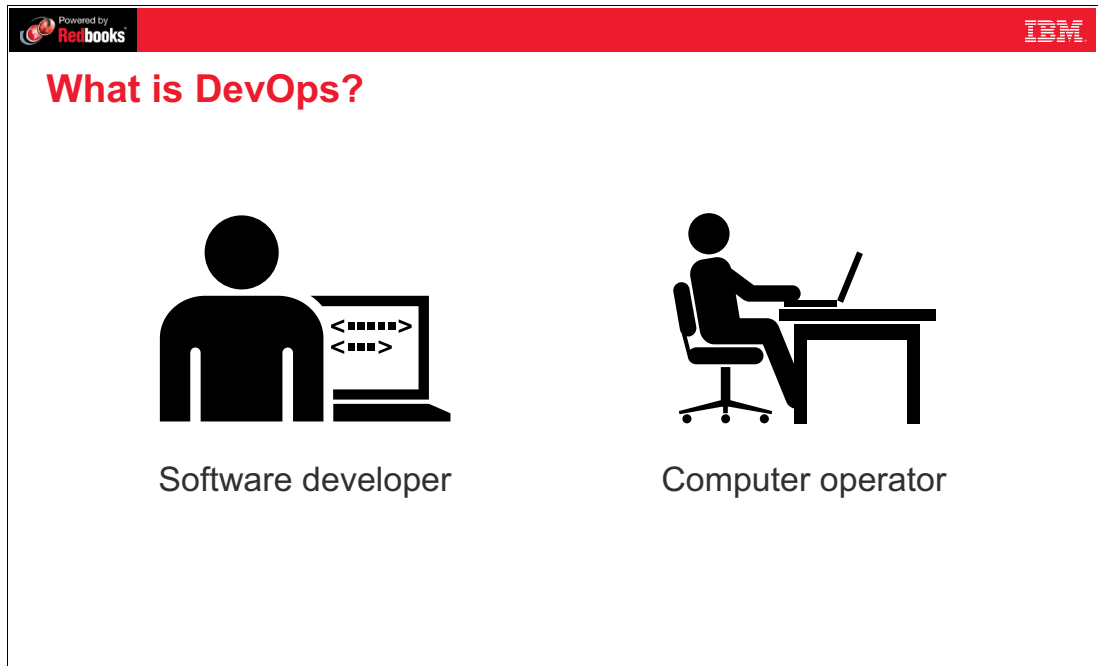 Powered by
Redbooks
IBM
What is DevOps?
Software developer
Computer operator